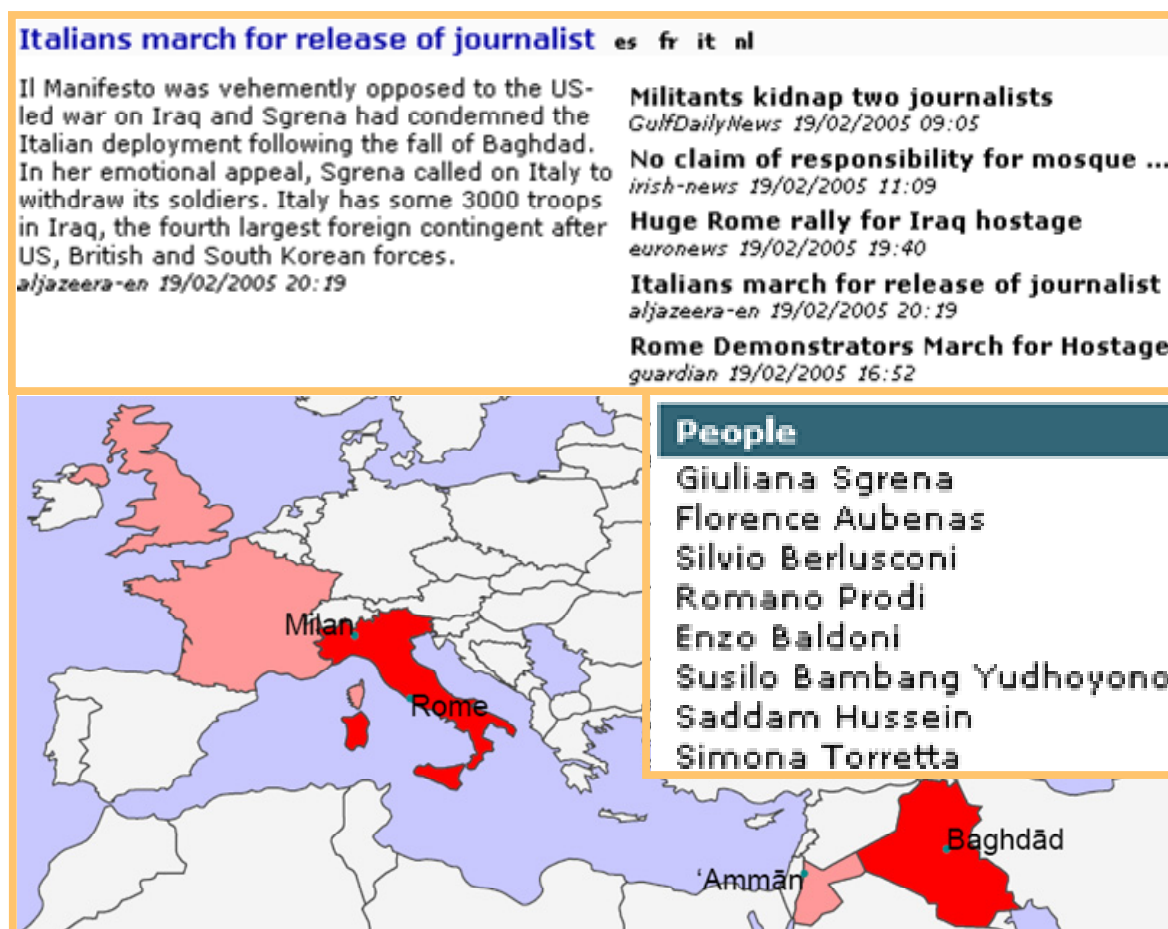 Italians march for release of journalist es fr it nl
Il Manifesto was vehemently opposed to the US-
led war on Iraq and Sgrena had condemned the
Italian deployment following the fall of Baghdad.
In her emotional appeal, Sgrena called on Italy to
withdraw its soldiers. Italy has some 3000 troops
in Iraq, the fourth largest foreign contingent after
US, British and South Korean forces.
aljazeera-en 19/02/2005 20:19
Militants kidnap two journalists
GulfDailyNews 19/02/2005 09:05
No claim of responsibility for mosque ...
irish-news 19/02/2005 11:09
Huge Rome rally for Iraq hostage
euronews 19/02/2005 19:40
Italians march for release of journalist
aljazeera-en 19/02/2005 20:19
Rome Demonstrators March for Hostage
guardian 19/02/2005 16:52
People
Giuliana Sgrena
Florence Aubenas
Silvio Berlusconi
Romano Prodi
Enzo Baldoni
Susilo Bambang Yudhoyono
Saddam Hussein
Simona Torretta
Milan
Rome
Baghdād
‘Ammān